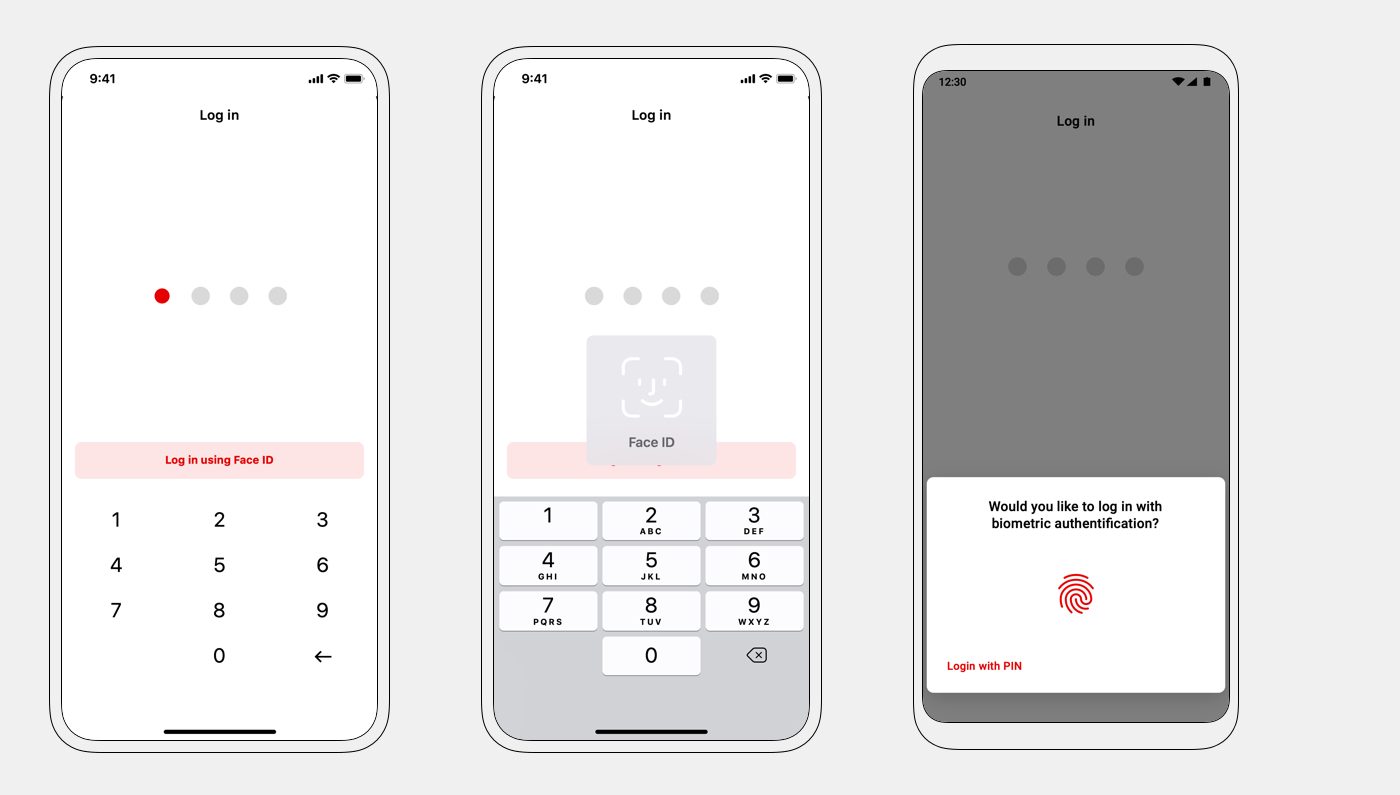 9:41
Log in
Log in using Face ID
1 2 3
4 5 6
7 8 9
0
9:41
Log in
Face ID
1 2 3
ABC DEF
4 5 6
GHI JKL MNO
7 8 9
PQRS TUV WXYZ
0
12:30
Log in
Would you like to log in with
biometric authentification?
Login with PIN